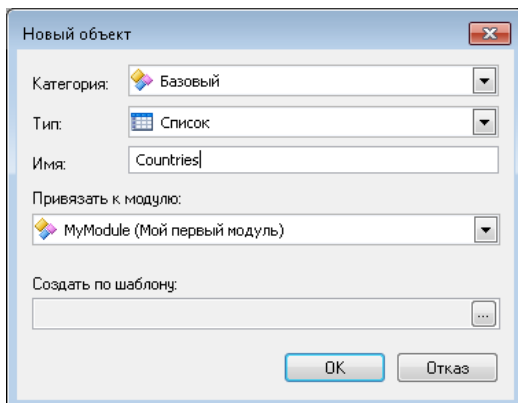 Новый объект
Категория: Базовый
Тип: Список
Имя: Countries
Привязать к модулю:
MyModule (Мой первый модуль)
Создать по шаблону:
...
OK Отказ